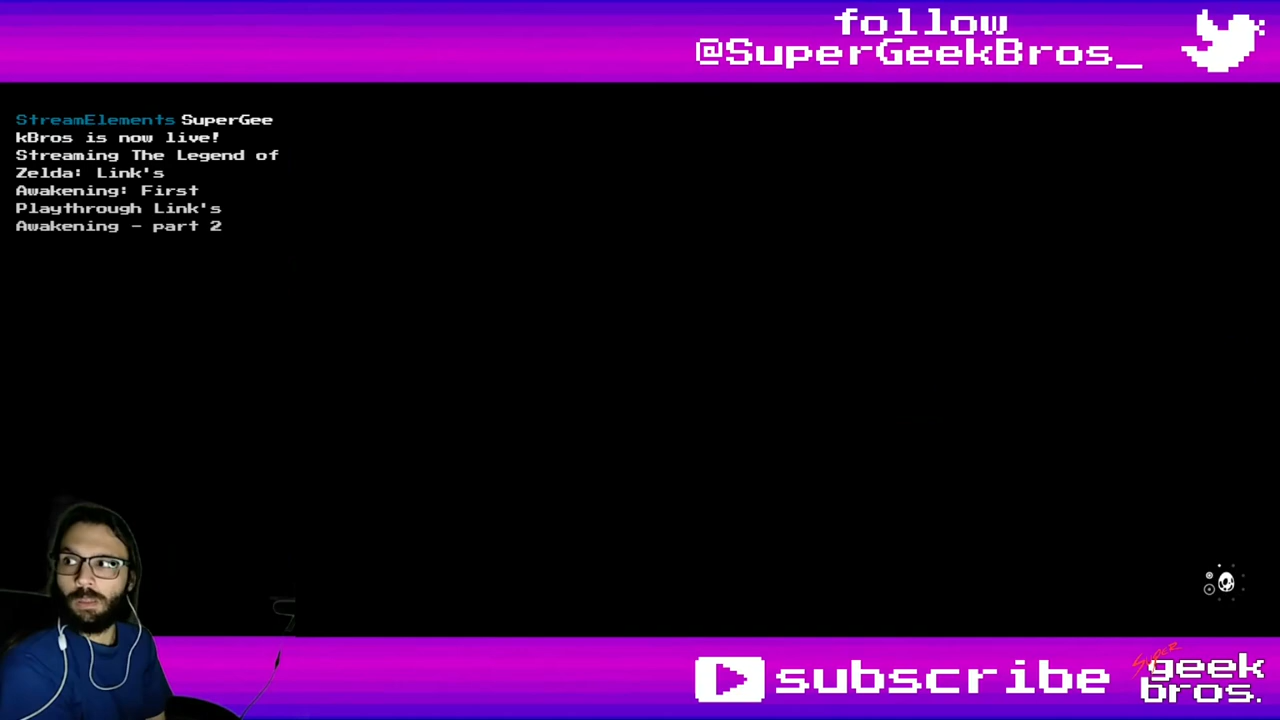 follow
@SuperGeekBros_
StreamElements SuperGee
kBros is now live!
Streaming The Legend of
Zelda: Link's
Awakening: First
Playthrough Link's
Awakening - part 2
subscribe
super
geek
bros.